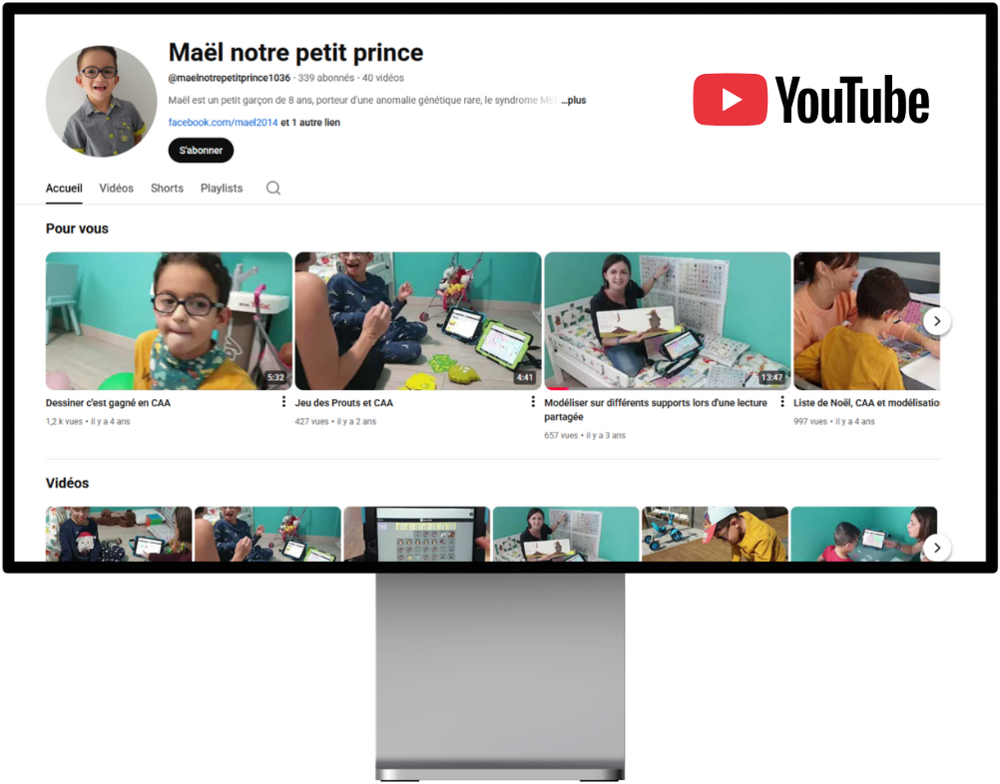 Maël notre petit prince
@maelnotrepetitprince1036 · 339 abonnés · 40 vidéos
Maël est un petit garçon de 8 ans, porteur d'une anomalie génétique rare, le syndrome ...plus
facebook.com/mael2014 et 1 autre lien
S'abonner
YouTube
Accueil Vidéos Shorts Playlists
Pour vous
5:32
4:41
13:47
Dessiner c'est gagné en CAA
1,2 k vues • il y a 4 ans
Jeu des Prouts et CAA
427 vues • il y a 2 ans
Modéliser sur différents supports lors d'une lecture
partagée
657 vues • il y a 3 ans
Liste de Noël, CAA et modélisatio
997 vues • il y a 4 ans
Vidéos